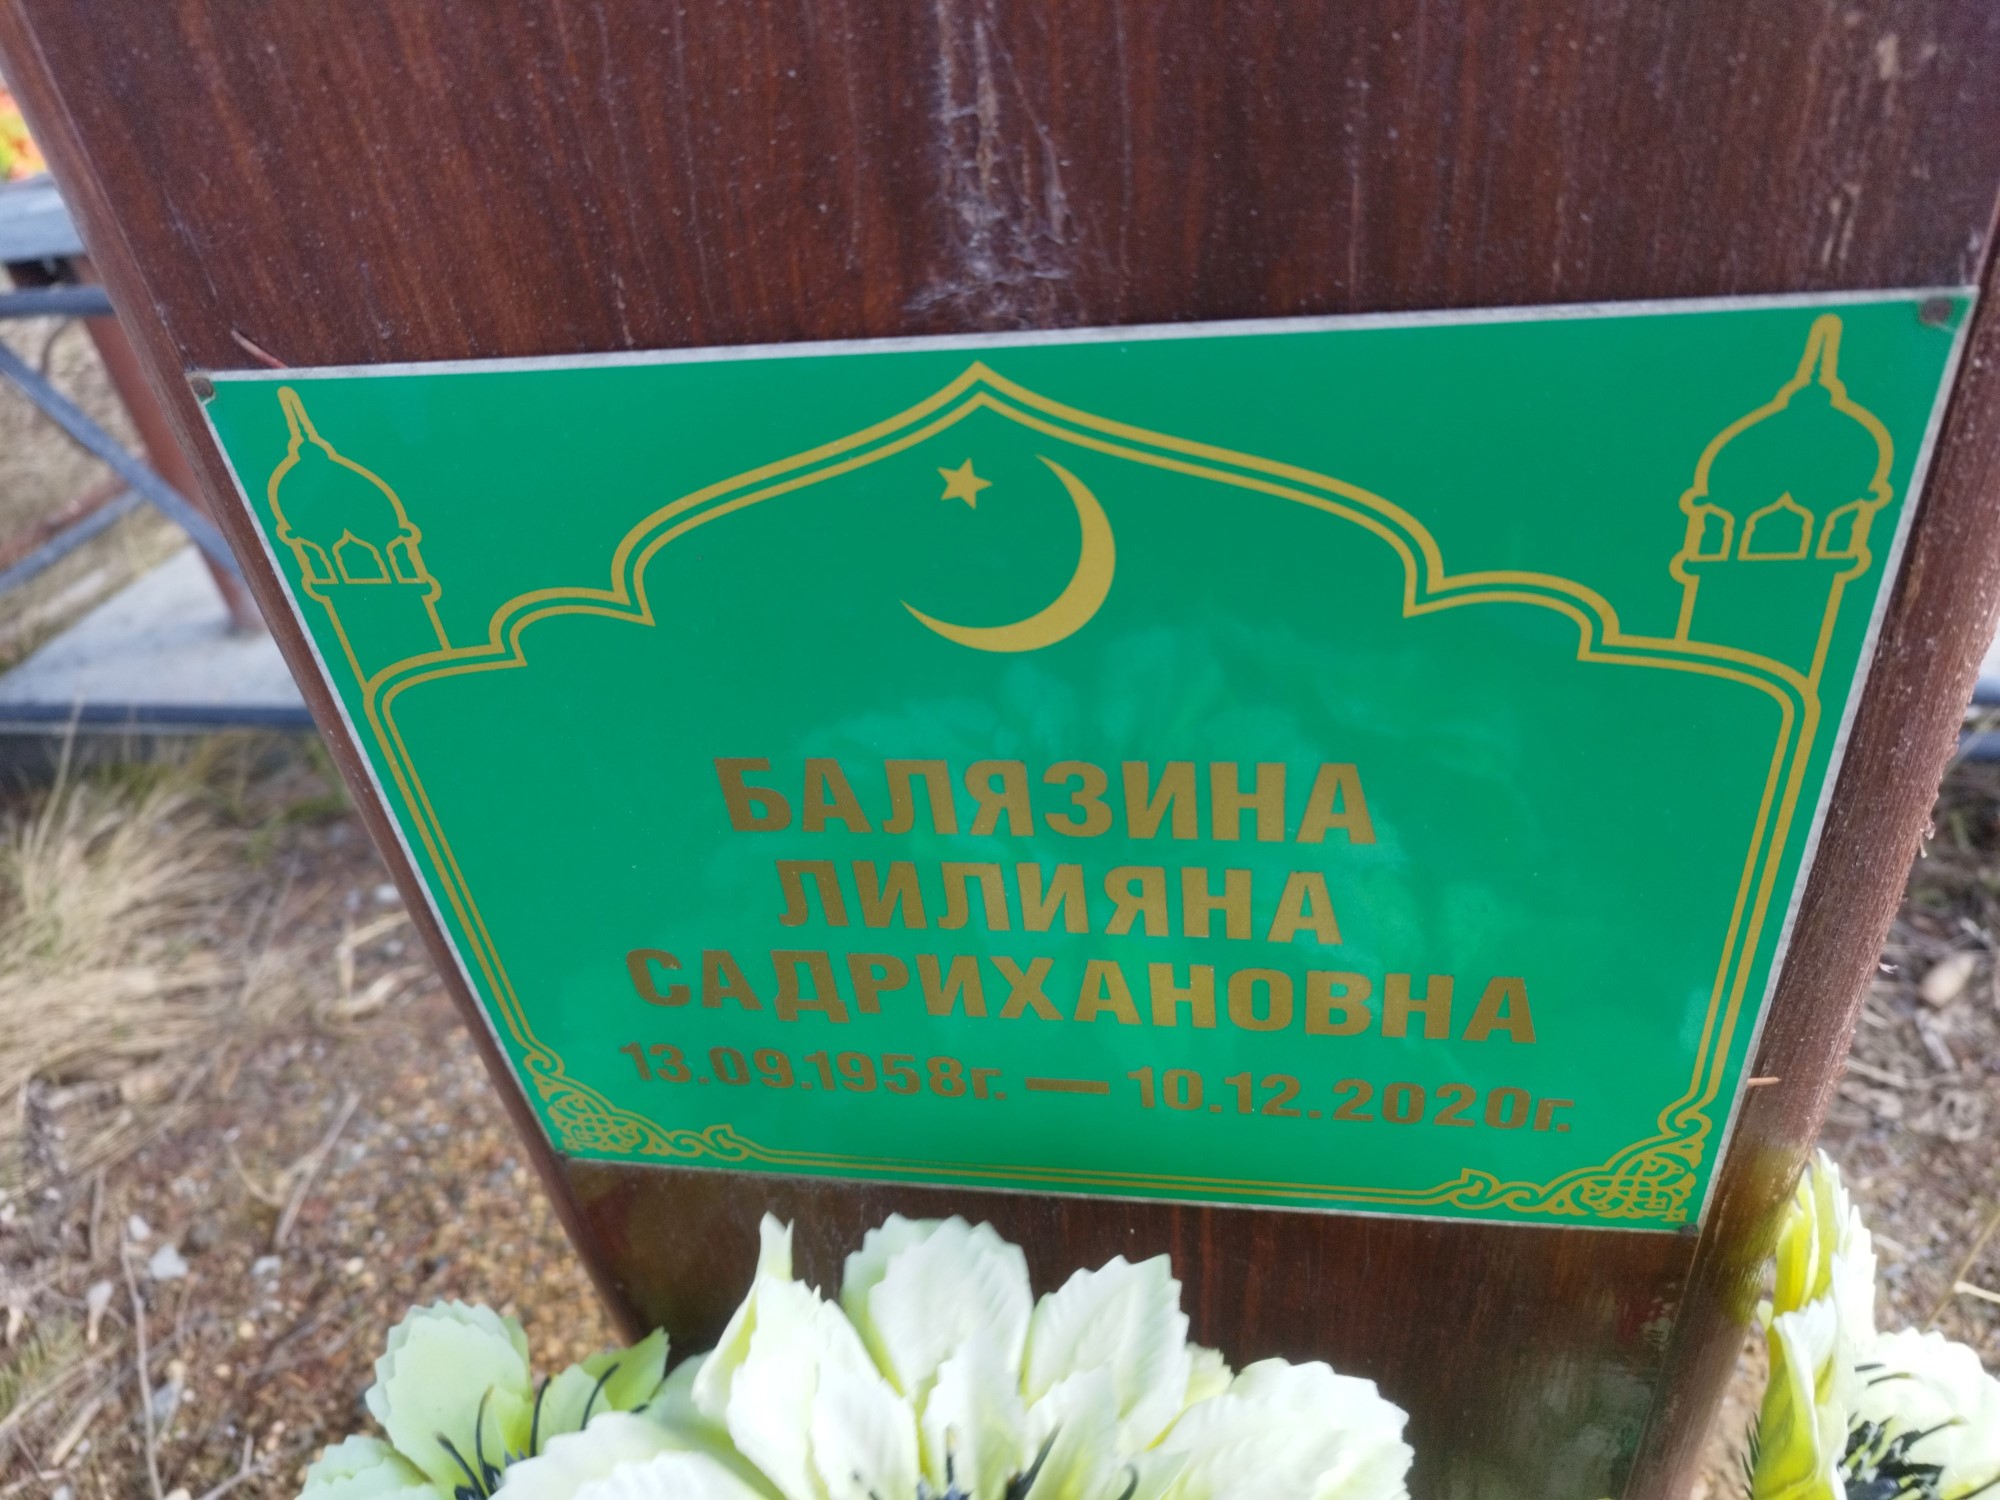 БАЛЯЗИНА
ЛИЛИЯНА
САДРИХАНОВНА
13.09.1958г. — 10.12.2020г.